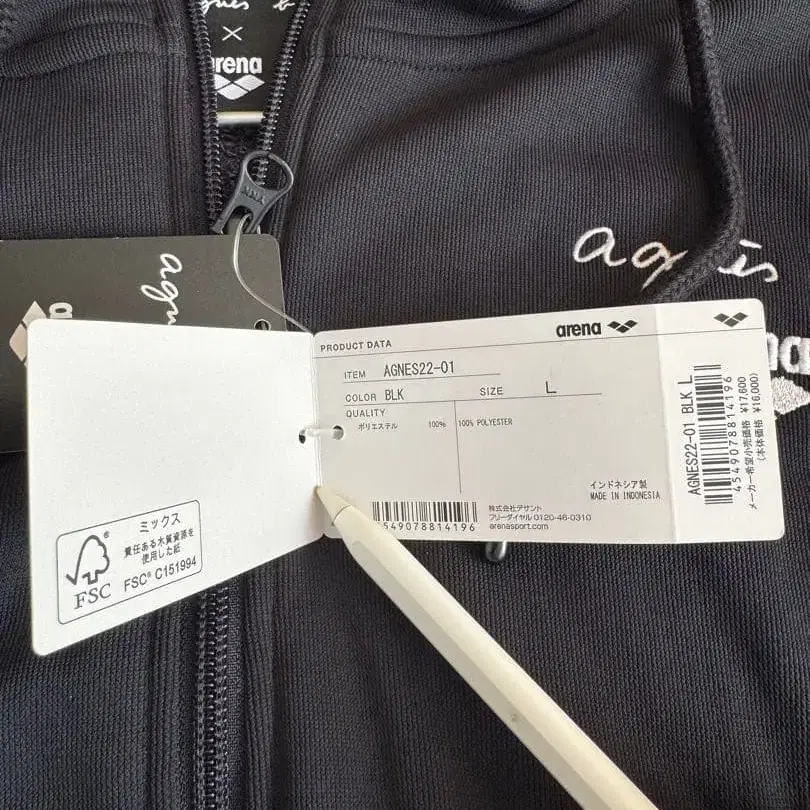 ×
arena
YKK
agnès
PRODUCT DATA
arena
ITEM AGNES22-01
COLOR BLK SIZE L
QUALITY
ポリエステル 100% 100% POLYESTER
インドネシア製
MADE IN INDONESIA
4549078814196
株式会社デサント
フリーダイヤル 0120-46-0310
arenasport.com
AGNES22-01 BLK L
4549078814196
メーカー希望小売価格 ¥17,600
(本体価格 ¥16,000)
ミックス
責任ある木質資源を
使用した紙
FSC
FSC® C151994